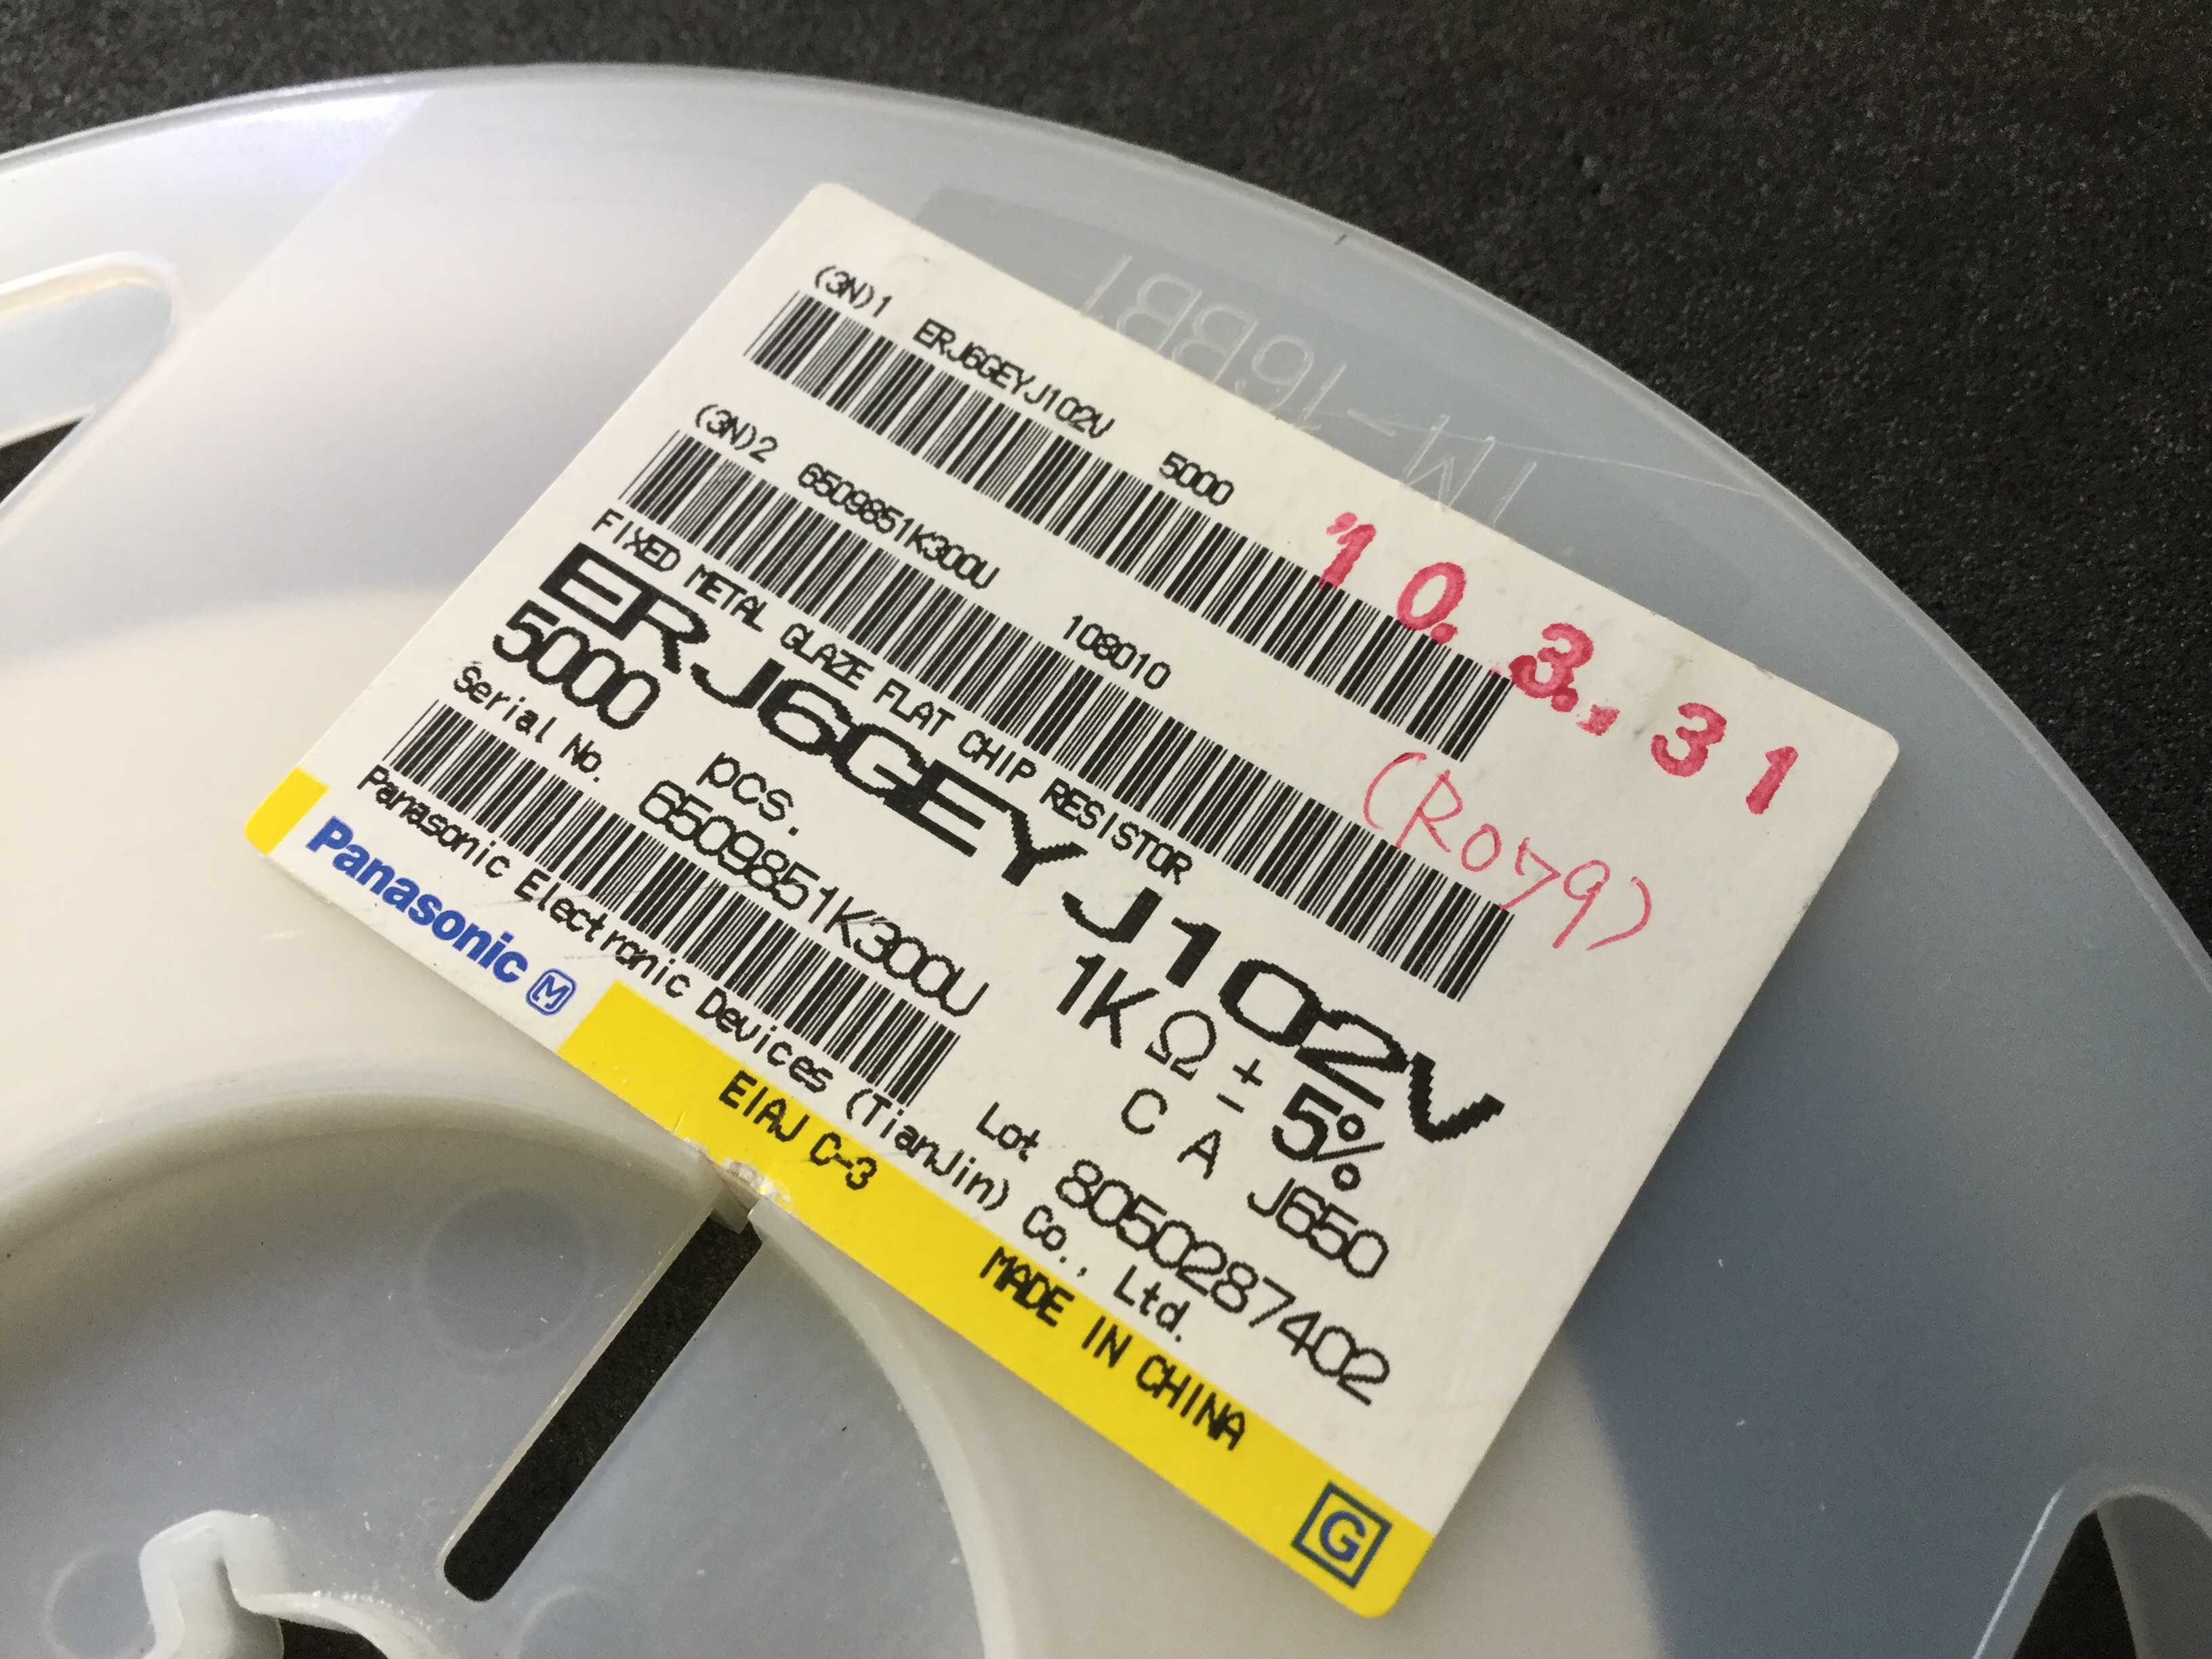 (3N)1 ERJ6GEYJ102V 5000
'10.3.31
(3N)2 6509851K300U 108010
(R079)
FIXED METAL GLAZE FLAT CHIP RESISTOR
ERJ6GEYJ102V
5000 pcs. 1KΩ±5%
C A J650
Serial No. 6509851K300U Lot 8050287402
Panasonic Electronic Devices (TianJin) Co., Ltd.
Panasonic M
EIAJ C-3 MADE IN CHINA
G